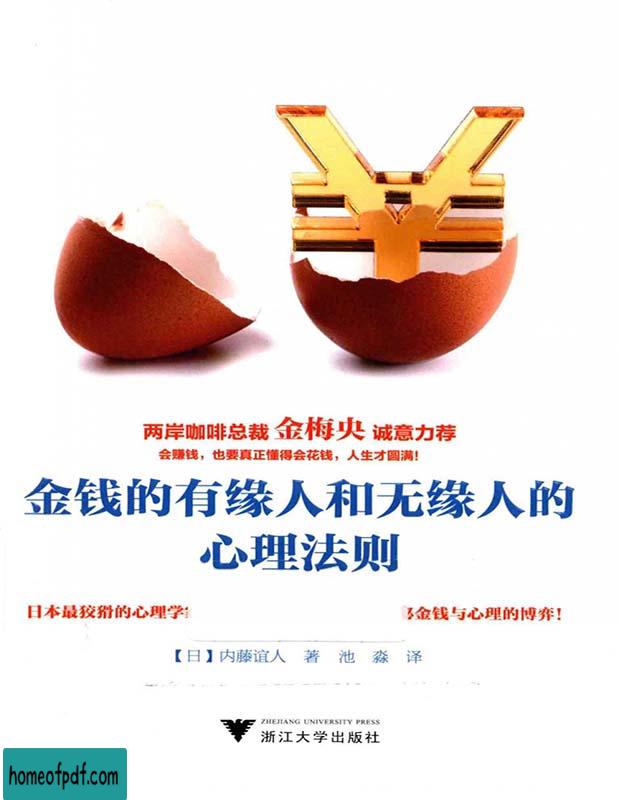 两岸咖啡总裁 金梅央 诚意力荐
会赚钱，也要真正懂得会花钱，人生才圆满！
金钱的有缘人和无缘人的
心理法则
日本最狡猾的心理学 金钱与心理的博弈！
【日】内藤谊人 著 池淼 译
ZHEJIANG UNIVERSITY PRESS
浙江大学出版社
homeofpdf.com